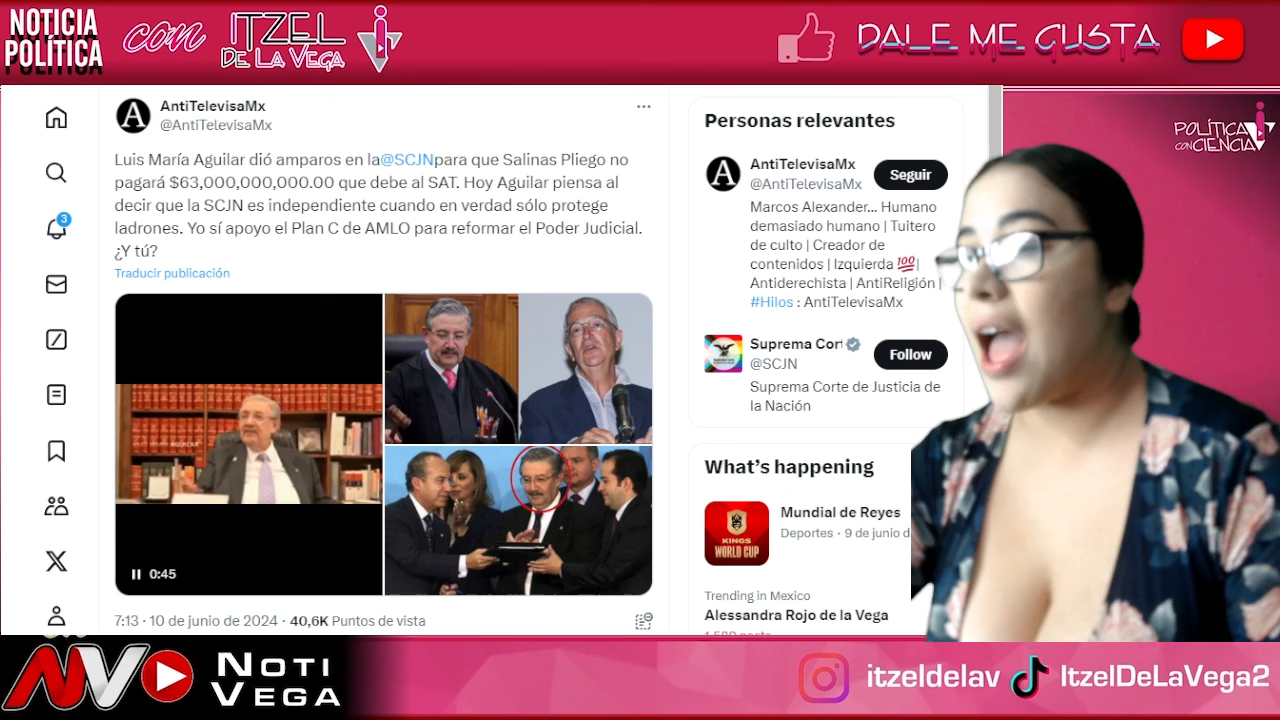 NOTICIA
POLÍTICA
con
ITZEL
DE LA VEGA
DALE ME GUSTA
AntiTelevisaMx
@AntiTelevisaMx
Luis María Aguilar dió amparos en la@SCJNpara que Salinas Pliego no
pagará $63,000,000,000.00 que debe al SAT. Hoy Aguilar piensa al
decir que la SCJN es independiente cuando en verdad sólo protege
ladrones. Yo sí apoyo el Plan C de AMLO para reformar el Poder Judicial.
¿Y tú?
Traducir publicación
0:45
7:13 · 10 de junio de 2024 · 40,6K Puntos de vista
3
Personas relevantes
AntiTelevisaMx
@AntiTelevisaMx
Seguir
Marcos Alexander... Humano
demasiado humano | Tuitero
de culto | Creador de
contenidos | Izquierda 💯|
Antiderechista | AntiReligión |
#Hilos : AntiTelevisaMx
Suprema Cort
@SCJN
Follow
Suprema Corte de Justicia de
la Nación
What's happening
KINGS
WORLD CUP
Mundial de Reyes
Deportes · 9 de junio d
Trending in Mexico
Alessandra Rojo de la Vega
POLÍTICA
CON CIENCIA
NV
NOTI
VEGA
itzeldelav
ItzelDeLaVega2